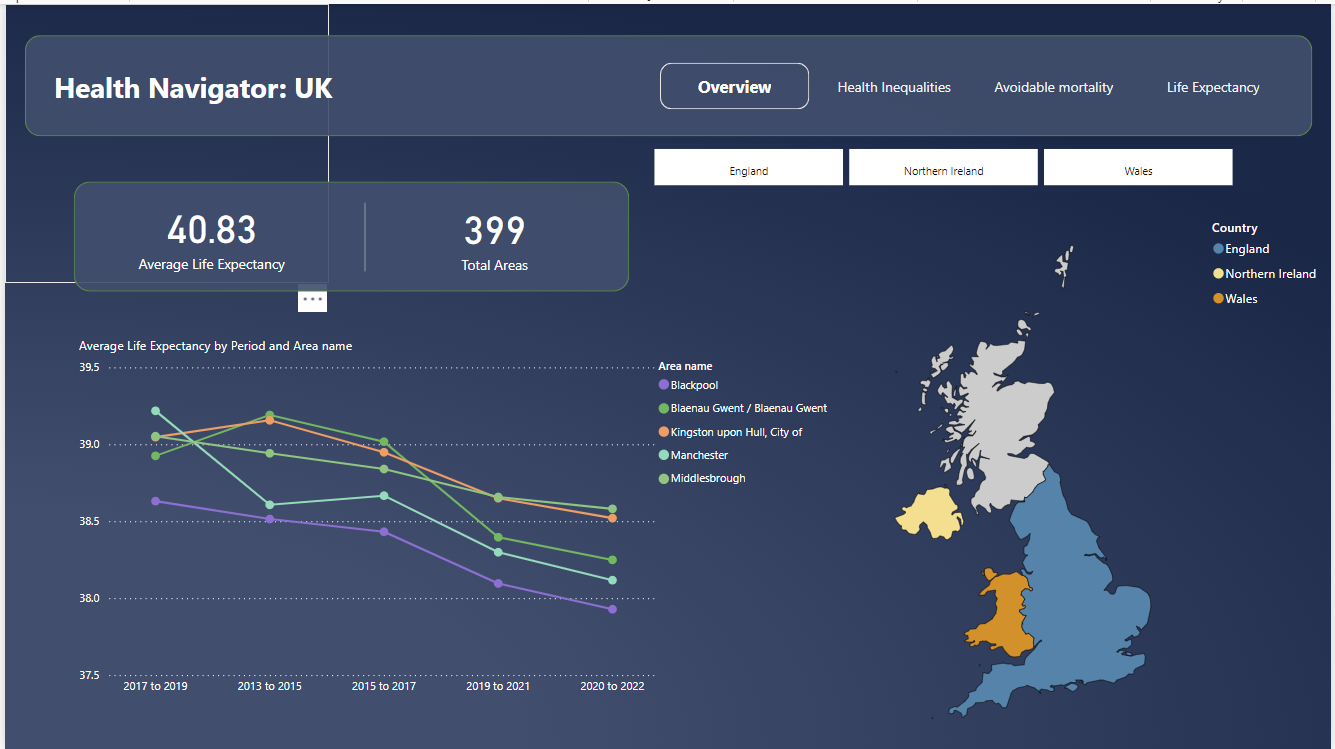 Health Navigator: UK
Overview
Health Inequalities
Avoidable mortality
Life Expectancy
England
Northern Ireland
Wales
40.83
Average Life Expectancy
399
Total Areas
Country
England
Northern Ireland
Wales
Average Life Expectancy by Period and Area name
39.5
39.0
38.5
38.0
37.5
2017 to 2019
2013 to 2015
2015 to 2017
2019 to 2021
2020 to 2022
Area name
Blackpool
Blaenau Gwent / Blaenau Gwent
Kingston upon Hull, City of
Manchester
Middlesbrough